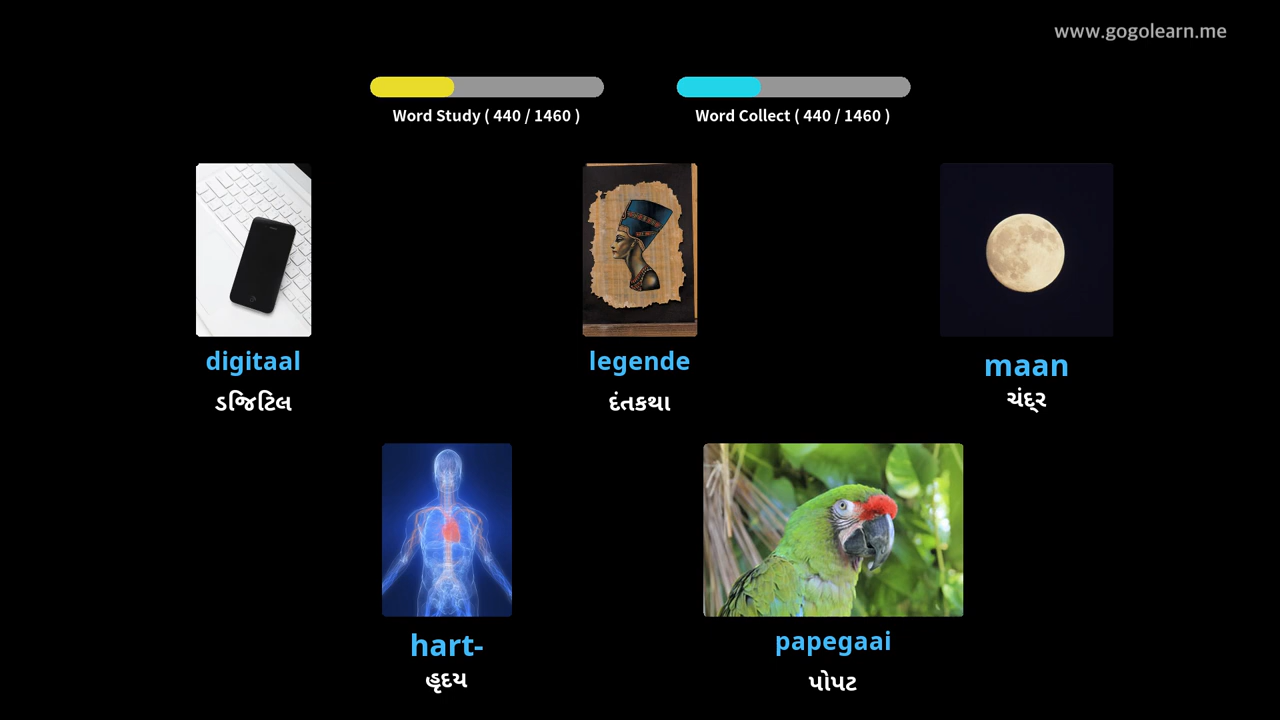 www.gogolearn.me
Word Study ( 440 / 1460 )
Word Collect ( 440 / 1460 )
digitaal
ડજિટિલ
legende
દંતકથા
maan
ચંદ્ર
hart-
હૃદય
papegaai
પોપટ